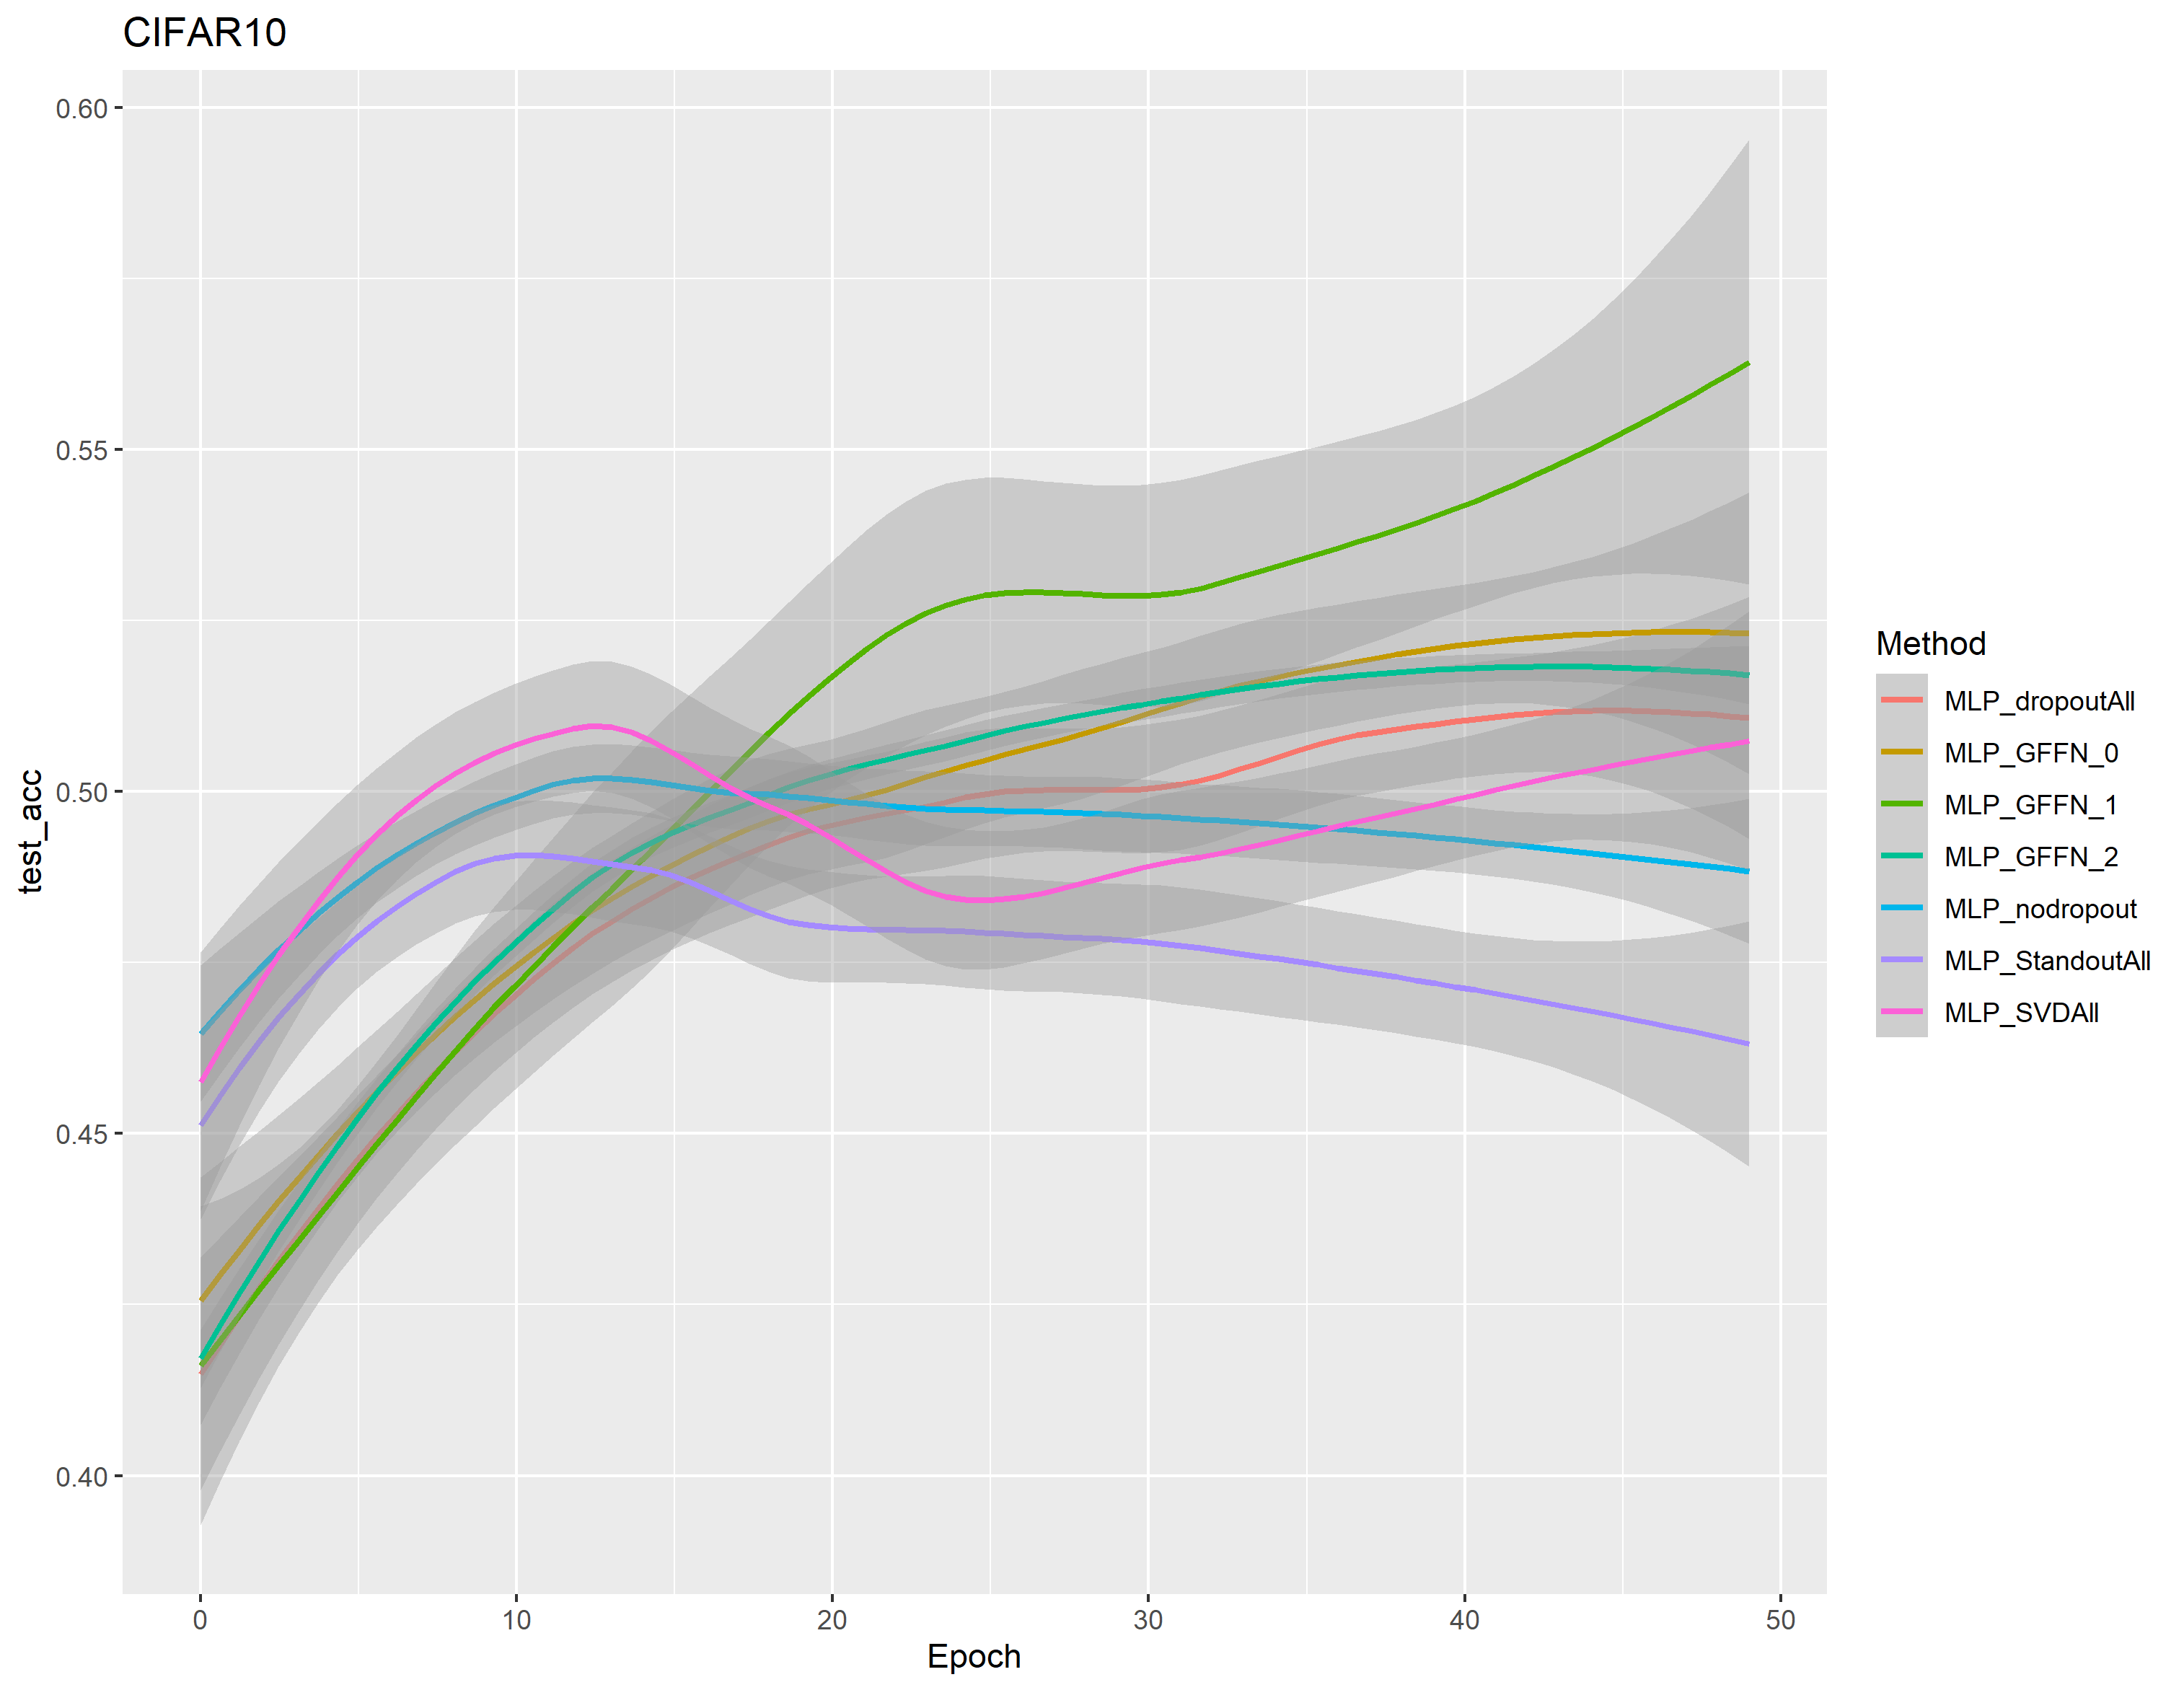 CIFAR10
test_acc
0.60
0.55
0.50
0.45
0.40
0 10 20 30 40 50
Epoch
Method
MLP_dropoutAll
MLP_GFFN_0
MLP_GFFN_1
MLP_GFFN_2
MLP_nodropout
MLP_StandoutAll
MLP_SVDAll